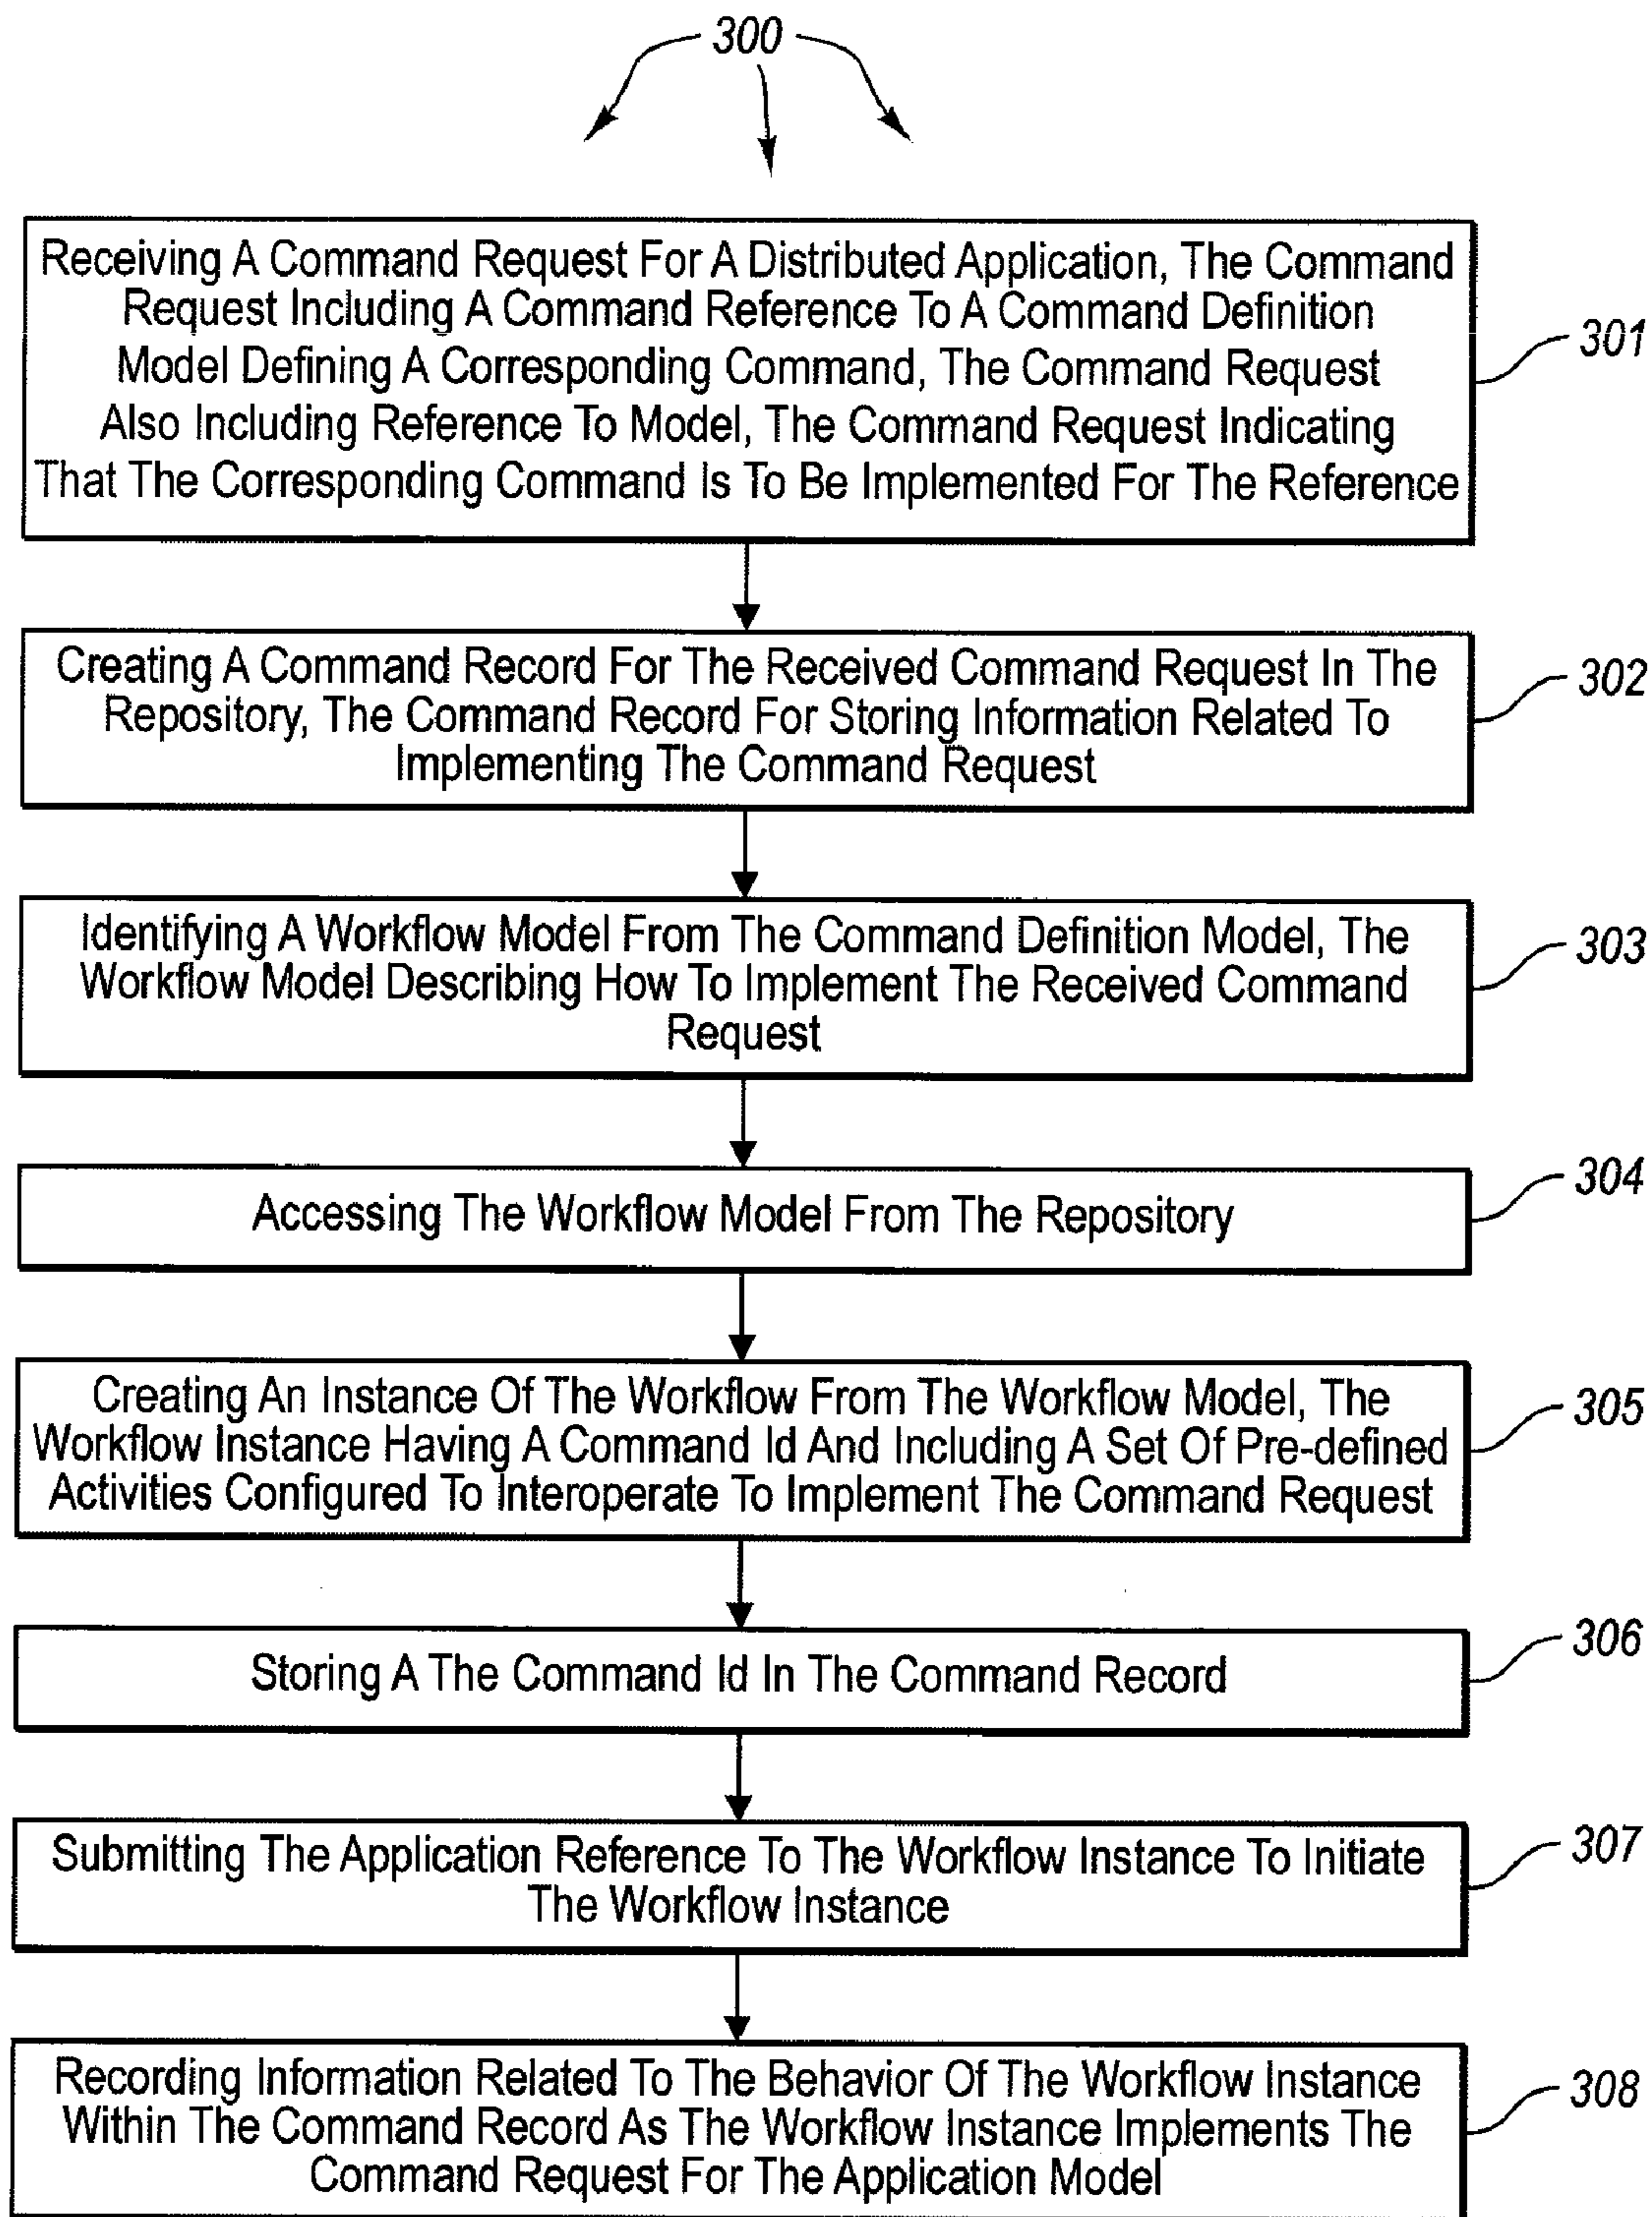 300
Receiving A Command Request For A Distributed Application, The Command
Request Including A Command Reference To A Command Definition
Model Defining A Corresponding Command, The Command Request
Also Including Reference To Model, The Command Request Indicating
That The Corresponding Command Is To Be Implemented For The Reference
301
Creating A Command Record For The Received Command Request In The
Repository, The Command Record For Storing Information Related To
Implementing The Command Request
302
Identifying A Workflow Model From The Command Definition Model, The
Workflow Model Describing How To Implement The Received Command
Request
303
Accessing The Workflow Model From The Repository
304
Creating An Instance Of The Workflow From The Workflow Model, The
Workflow Instance Having A Command Id And Including A Set Of Pre-defined
Activities Configured To Interoperate To Implement The Command Request
305
Storing A The Command Id In The Command Record
306
Submitting The Application Reference To The Workflow Instance To Initiate
The Workflow Instance
307
Recording Information Related To The Behavior Of The Workflow Instance
Within The Command Record As The Workflow Instance Implements The
Command Request For The Application Model
308